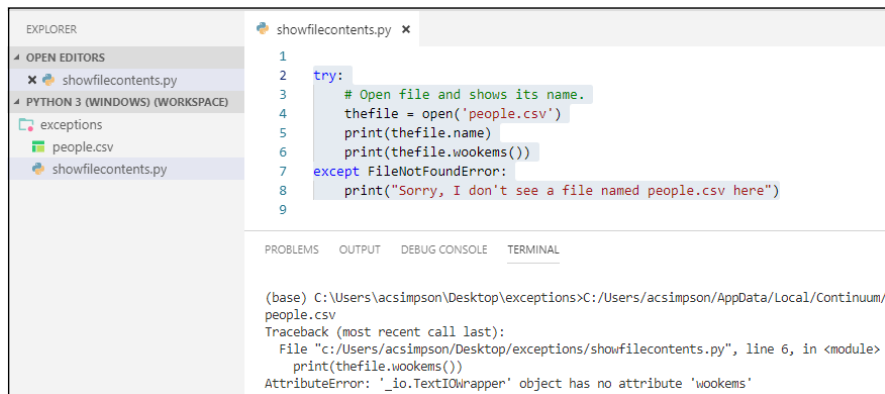 EXPLORER
OPEN EDITORS
showfilecontents.py
PYTHON 3 (WINDOWS) (WORKSPACE)
exceptions
people.csv
showfilecontents.py
showfilecontents.py
1
2 try:
3     # Open file and shows its name.
4     thefile = open('people.csv')
5     print(thefile.name)
6     print(thefile.wookems())
7 except FileNotFoundError:
8     print("Sorry, I don't see a file named people.csv here")
9
PROBLEMS OUTPUT DEBUG CONSOLE TERMINAL
(base) C:\Users\acsimpson\Desktop\exceptions>C:/Users/acsimpson/AppData/Local/Continuum/
people.csv
Traceback (most recent call last):
  File "c:/Users/acsimpson/Desktop/exceptions/showfilecontents.py", line 6, in <module>
    print(thefile.wookems())
AttributeError: '_io.TextIOWrapper' object has no attribute 'wookems'